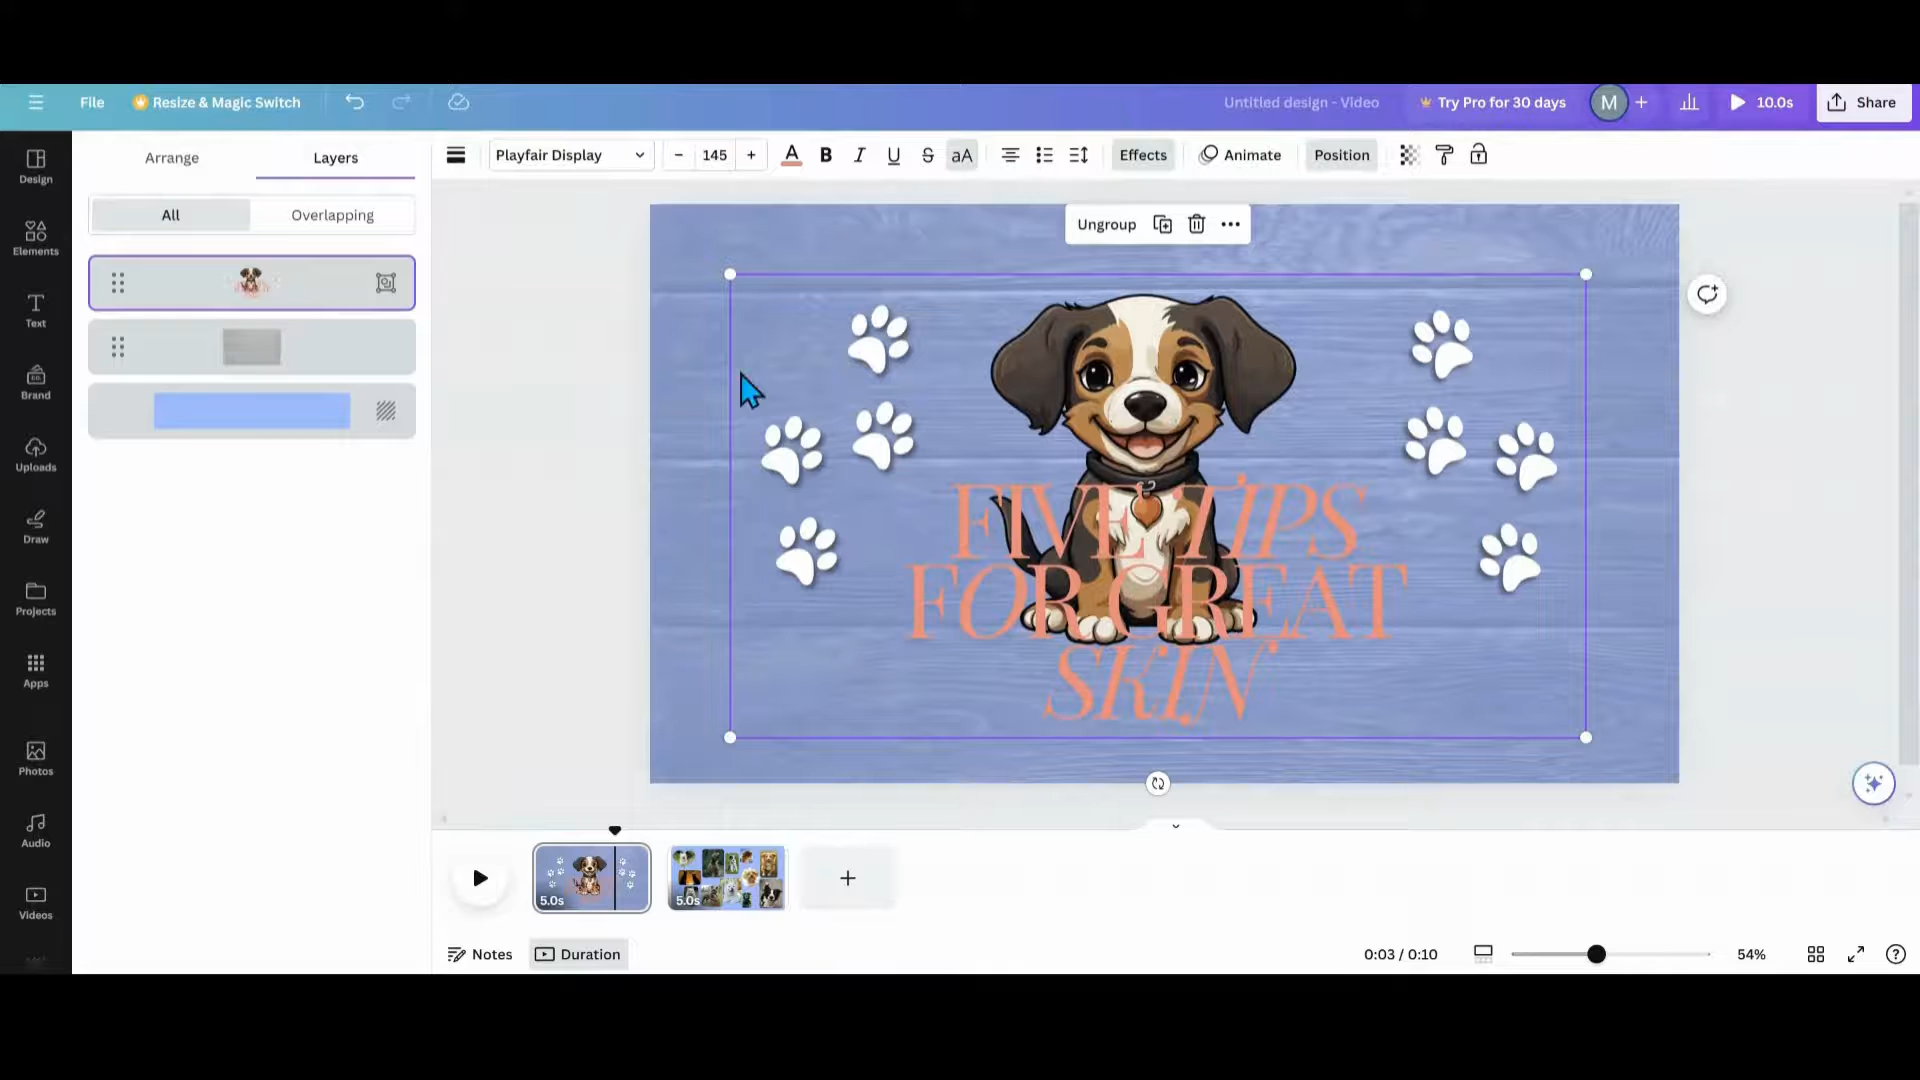 File
Resize & Magic Switch
Untitled design - Video
Try Pro for 30 days
M
10.0s
Share
Design
Elements
Text
Brand
Uploads
Draw
Projects
Apps
Photos
Audio
Videos
Arrange
Layers
All
Overlapping
Playfair Display
145
A
B
I
U
S
aA
Effects
Animate
Position
Ungroup
FIVE TIPS
FOR GREAT
SKIN
5.0s
5.0s
Notes
Duration
0:03 / 0:10
54%